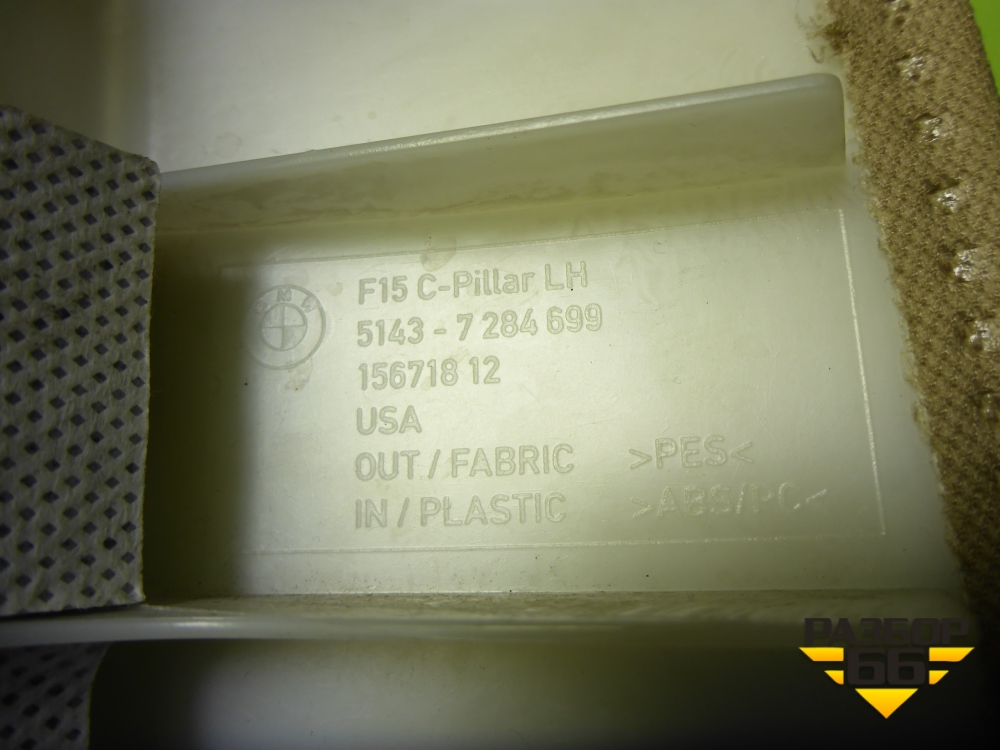 BMW
F15 C-Pillar LH
5143 - 7 284 699
156718 12
USA
OUT / FABRIC >PES<
IN / PLASTIC >ABS/PC<
РАЗБОР
66